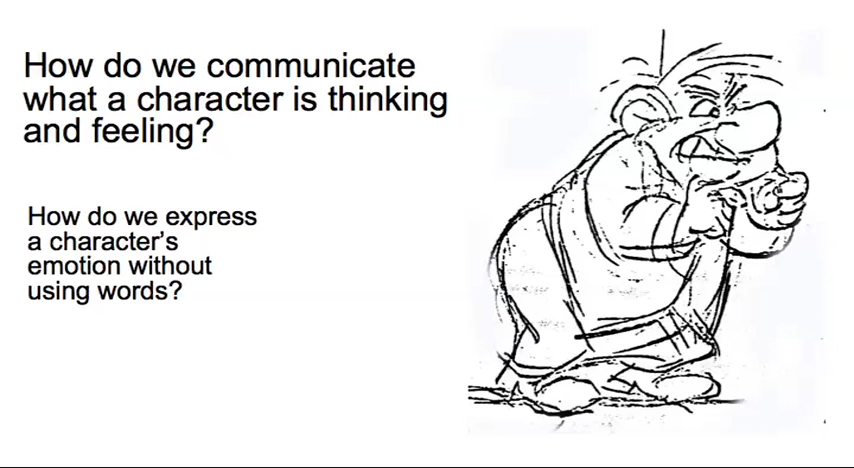 How do we communicate
what a character is thinking
and feeling?
How do we express
a character's
emotion without
using words?